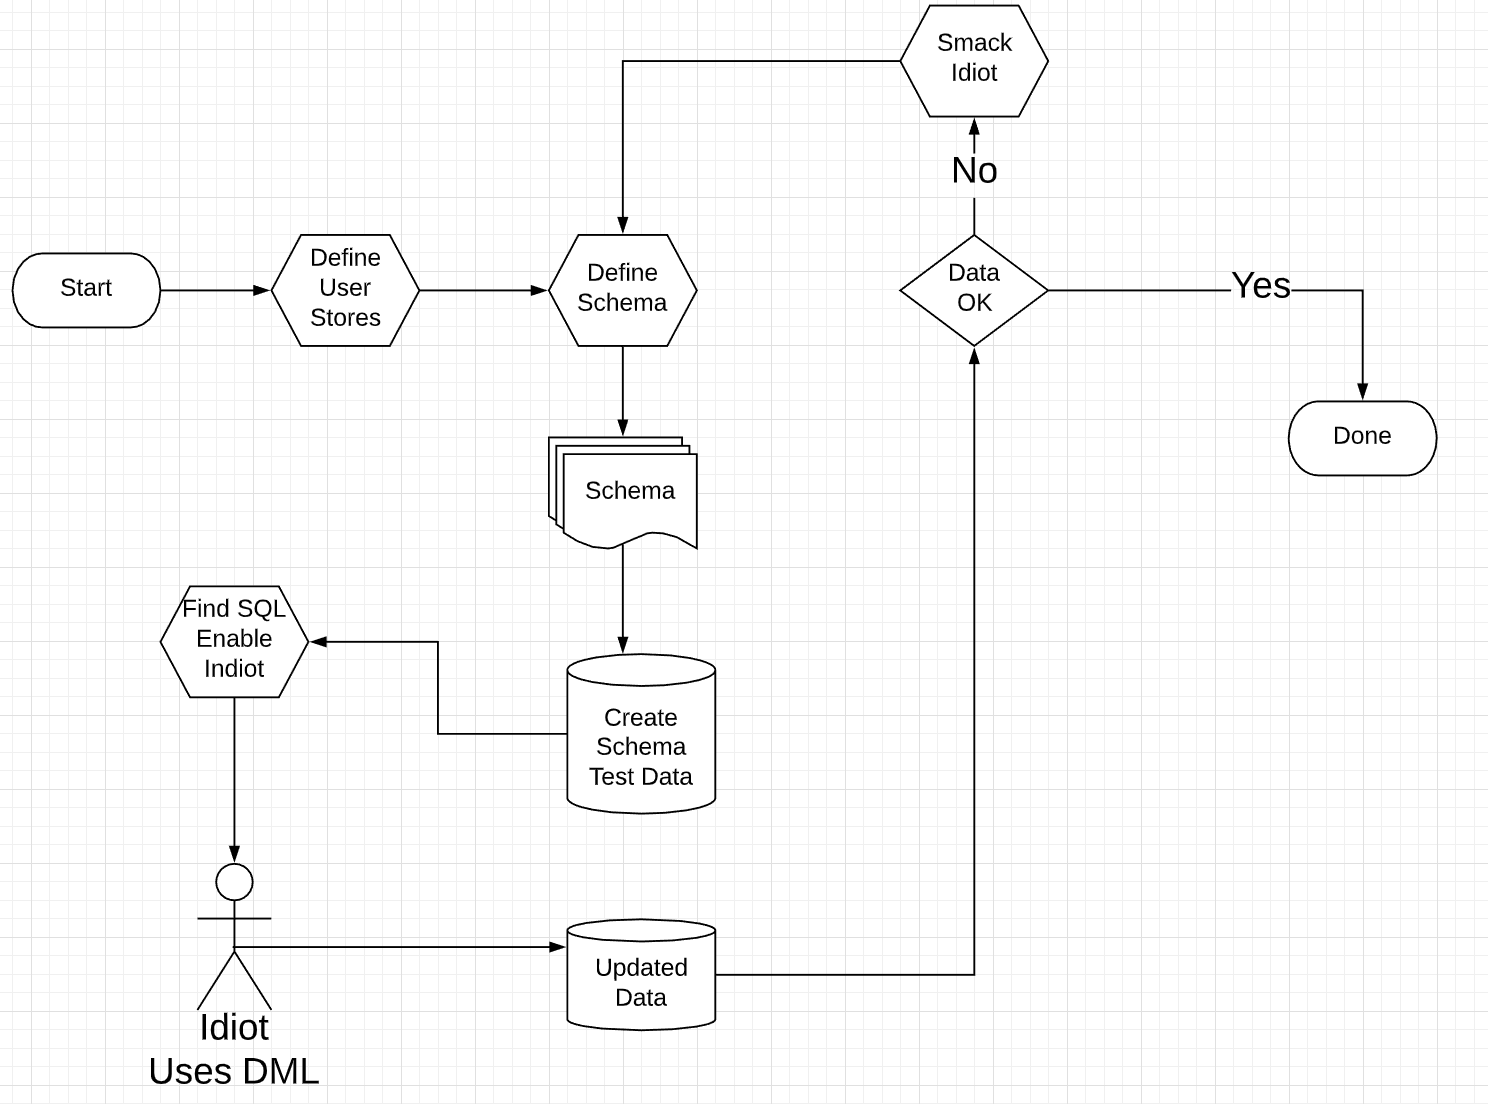 Smack
Idiot
No
Start
Define
User
Stores
Define
Schema
Data
OK
Yes
Done
Schema
Find SQL
Enable
Indiot
Create
Schema
Test Data
Updated
Data
Idiot
Uses DML